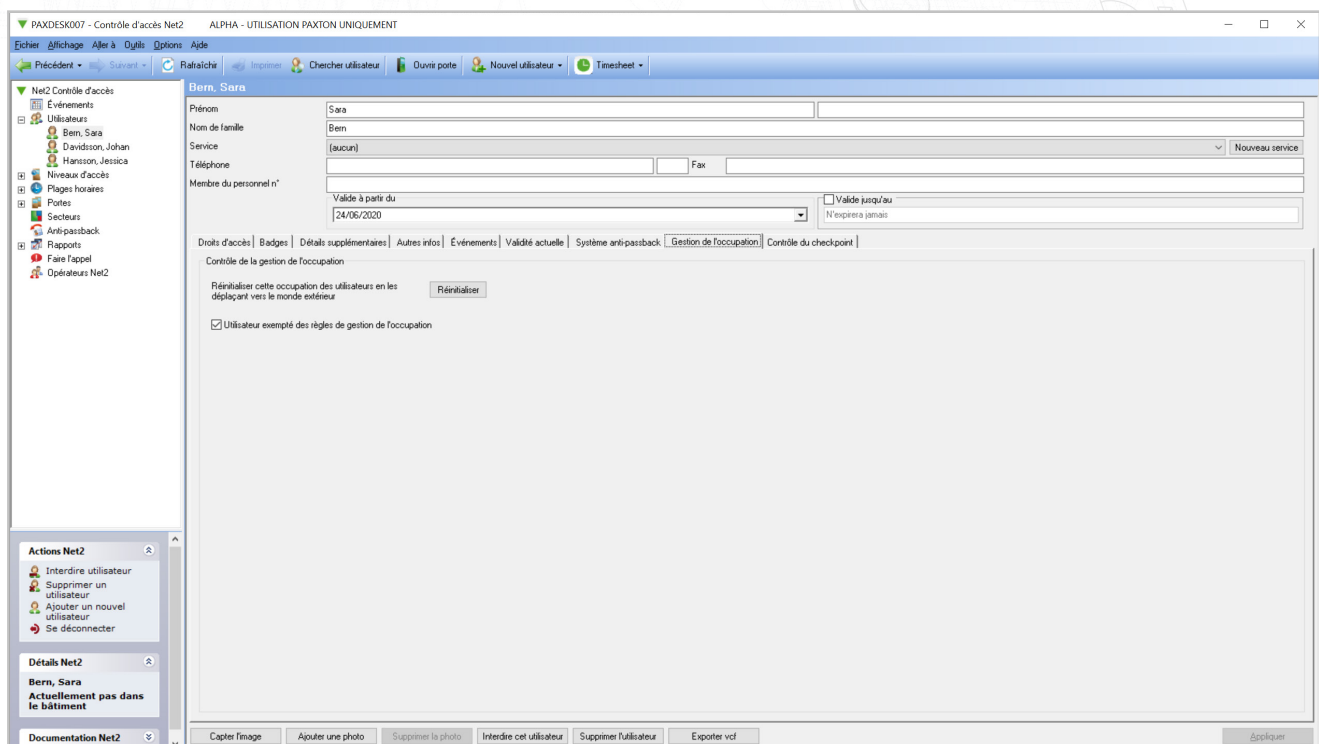 PAXDESK007 - Contrôle d'accès Net2 ALPHA - UTILISATION PAXTON UNIQUEMENT
Fichier Affichage Aller à Outils Options Aide
Précédent Suivant Rafraîchir Imprimer Chercher utilisateur Ouvrir porte Nouvel utilisateur Timesheet
Net2 Contrôle d'accès
Événements
Utilisateurs
Bern, Sara
Davidsson, Johan
Hansson, Jessica
Niveaux d'accès
Plages horaires
Portes
Secteurs
Anti-passback
Rapports
Faire l'appel
Opérateurs Net2
Actions Net2
Interdire utilisateur
Supprimer un
utilisateur
Ajouter un nouvel
utilisateur
Se déconnecter
Détails Net2
Bern, Sara
Actuellement pas dans
le bâtiment
Documentation Net2
Bern, Sara
Prénom Sara
Nom de famille Bern
Service (aucun) Nouveau service
Téléphone Fax
Membre du personnel n°
Valide à partir du Valide jusqu'au
24/06/2020 N'expirera jamais
Droits d'accès Badges Détails supplémentaires Autres infos Événements Validité actuelle Système anti-passback Gestion de l'occupation Contrôle du checkpoint
Contrôle de la gestion de l'occupation
Réinitialiser cette occupation des utilisateurs en les
déplaçant vers le monde extérieur
Réinitialiser
Utilisateur exempté des règles de gestion de l'occupation
Capter l'image Ajouter une photo Supprimer la photo Interdire cet utilisateur Supprimer l'utilisateur Exporter vcf Appliquer